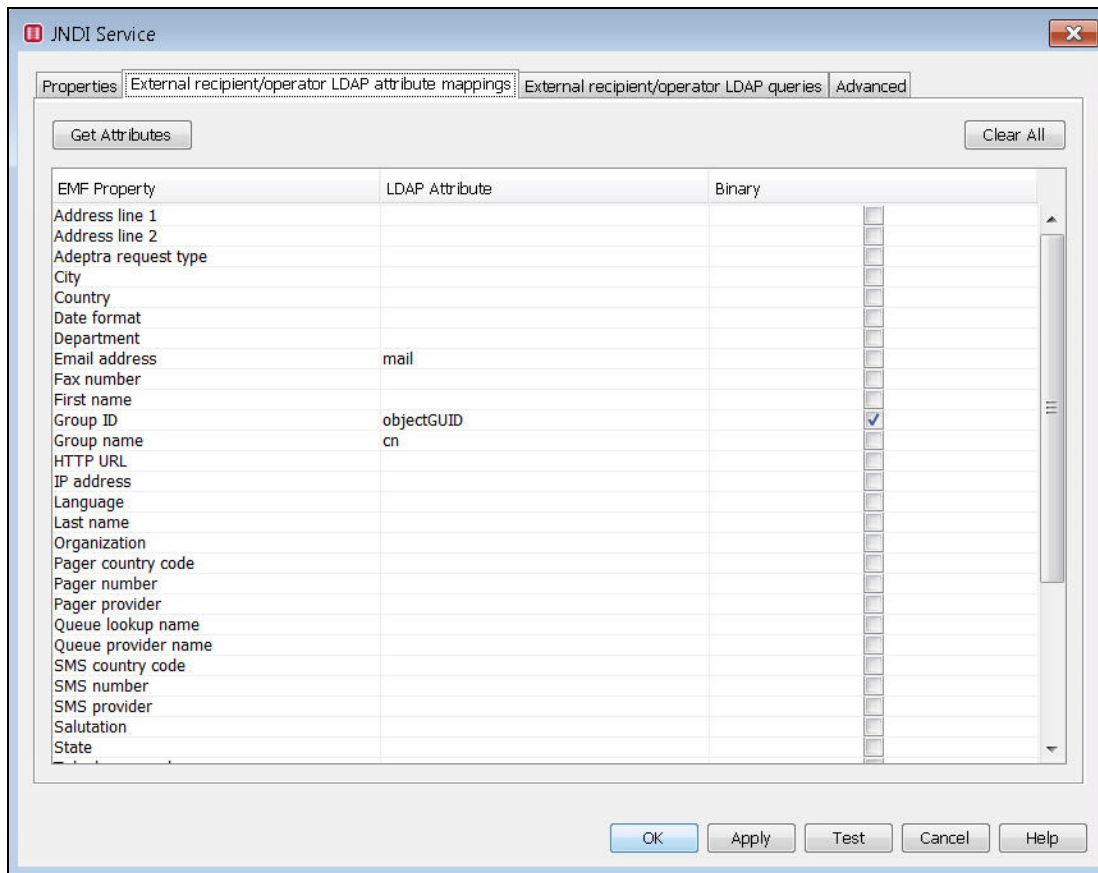 JNDI Service
Properties External recipient/operator LDAP attribute mappings External recipient/operator LDAP queries Advanced
Get Attributes Clear All
EMF Property LDAP Attribute Binary
Address line 1
Address line 2
Adeptra request type
City
Country
Date format
Department
Email address mail
Fax number
First name
Group ID objectGUID
Group name cn
HTTP URL
IP address
Language
Last name
Organization
Pager country code
Pager number
Pager provider
Queue lookup name
Queue provider name
SMS country code
SMS number
SMS provider
Salutation
State
OK Apply Test Cancel Help